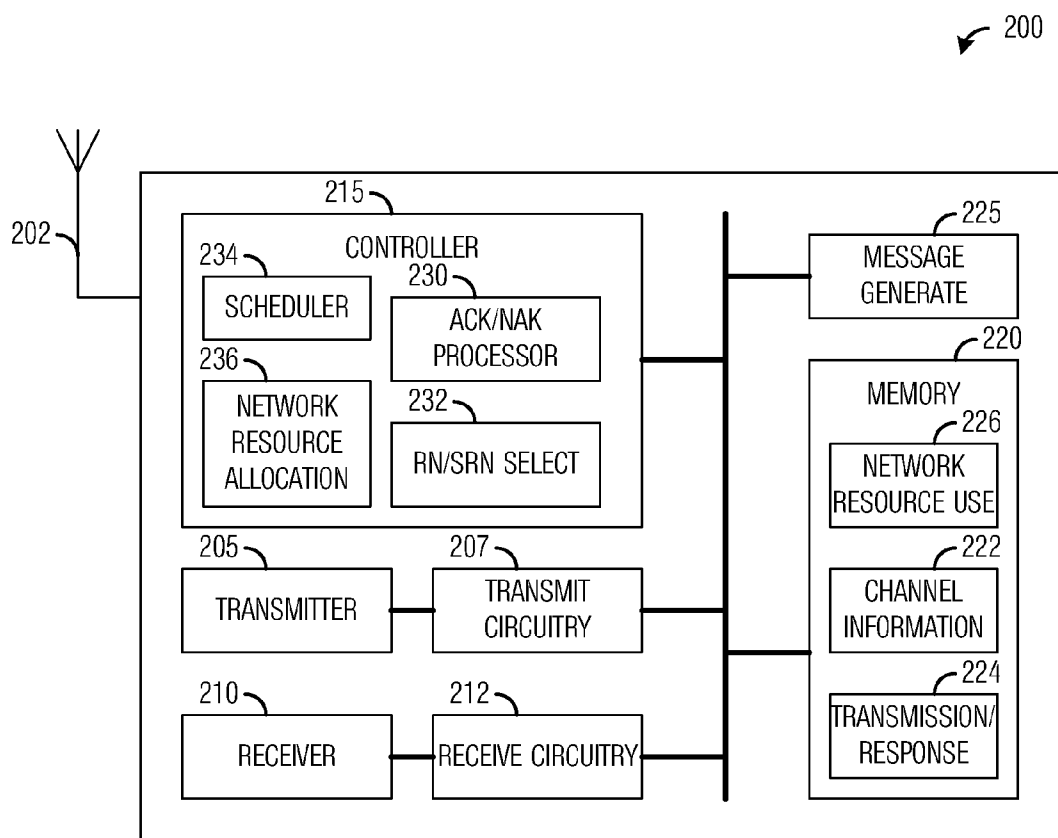 200
202
215
CONTROLLER
234
SCHEDULER
230
ACK/NAK
PROCESSOR
236
NETWORK
RESOURCE
ALLOCATION
232
RN/SRN SELECT
205
TRANSMITTER
207
TRANSMIT
CIRCUITRY
210
RECEIVER
212
RECEIVE CIRCUITRY
225
MESSAGE
GENERATE
220
MEMORY
226
NETWORK
RESOURCE USE
222
CHANNEL
INFORMATION
224
TRANSMISSION/
RESPONSE